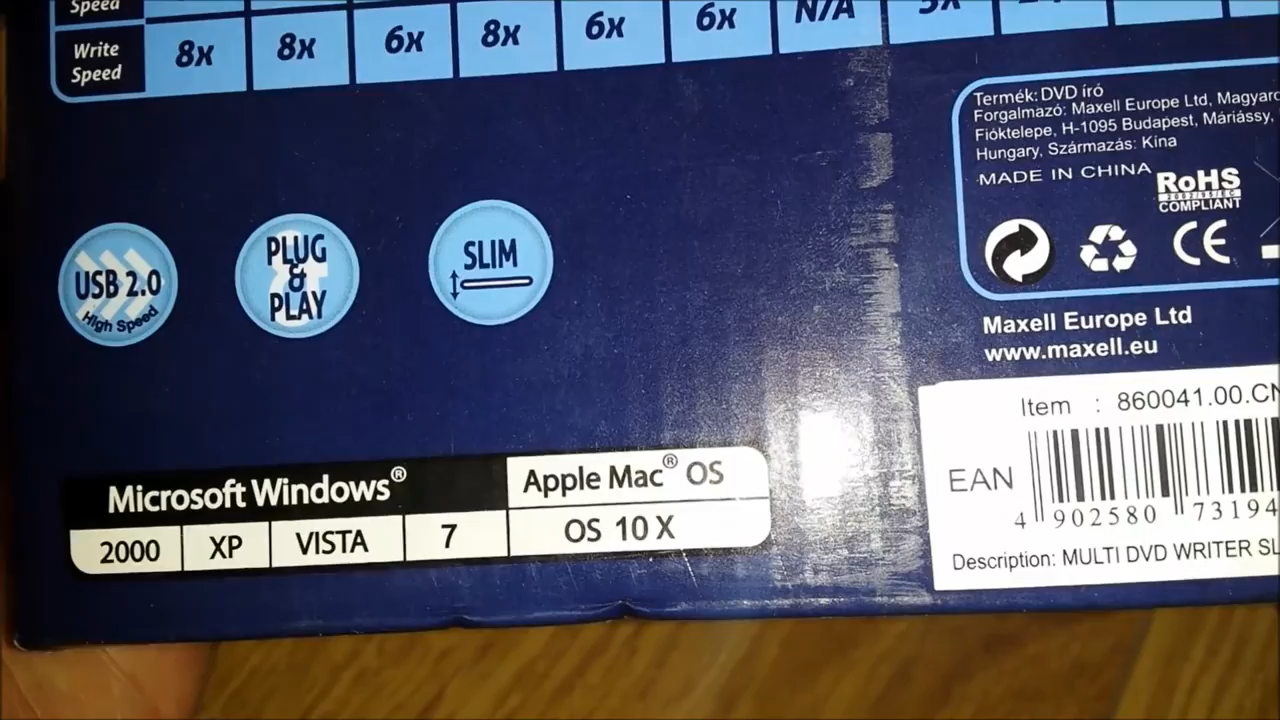 Speed
Write Speed 8x 8x 6x 8x 6x 6x N/A
USB 2.0
High Speed
PLUG
&
PLAY
SLIM
Termék: DVD író
Forgalmazó: Maxell Europe Ltd,
Fióktelepe, H-1095 Budapest, Máriássy,
Hungary, Származás: Kína
MADE IN CHINA
RoHS
2002/95/EC
COMPLIANT
CE
Maxell Europe Ltd
www.maxell.eu
Item : 860041.00.CN
EAN
4 902580 73194
Description: MULTI DVD WRITER
Microsoft Windows®
2000 XP VISTA 7
Apple Mac® OS
OS 10 X